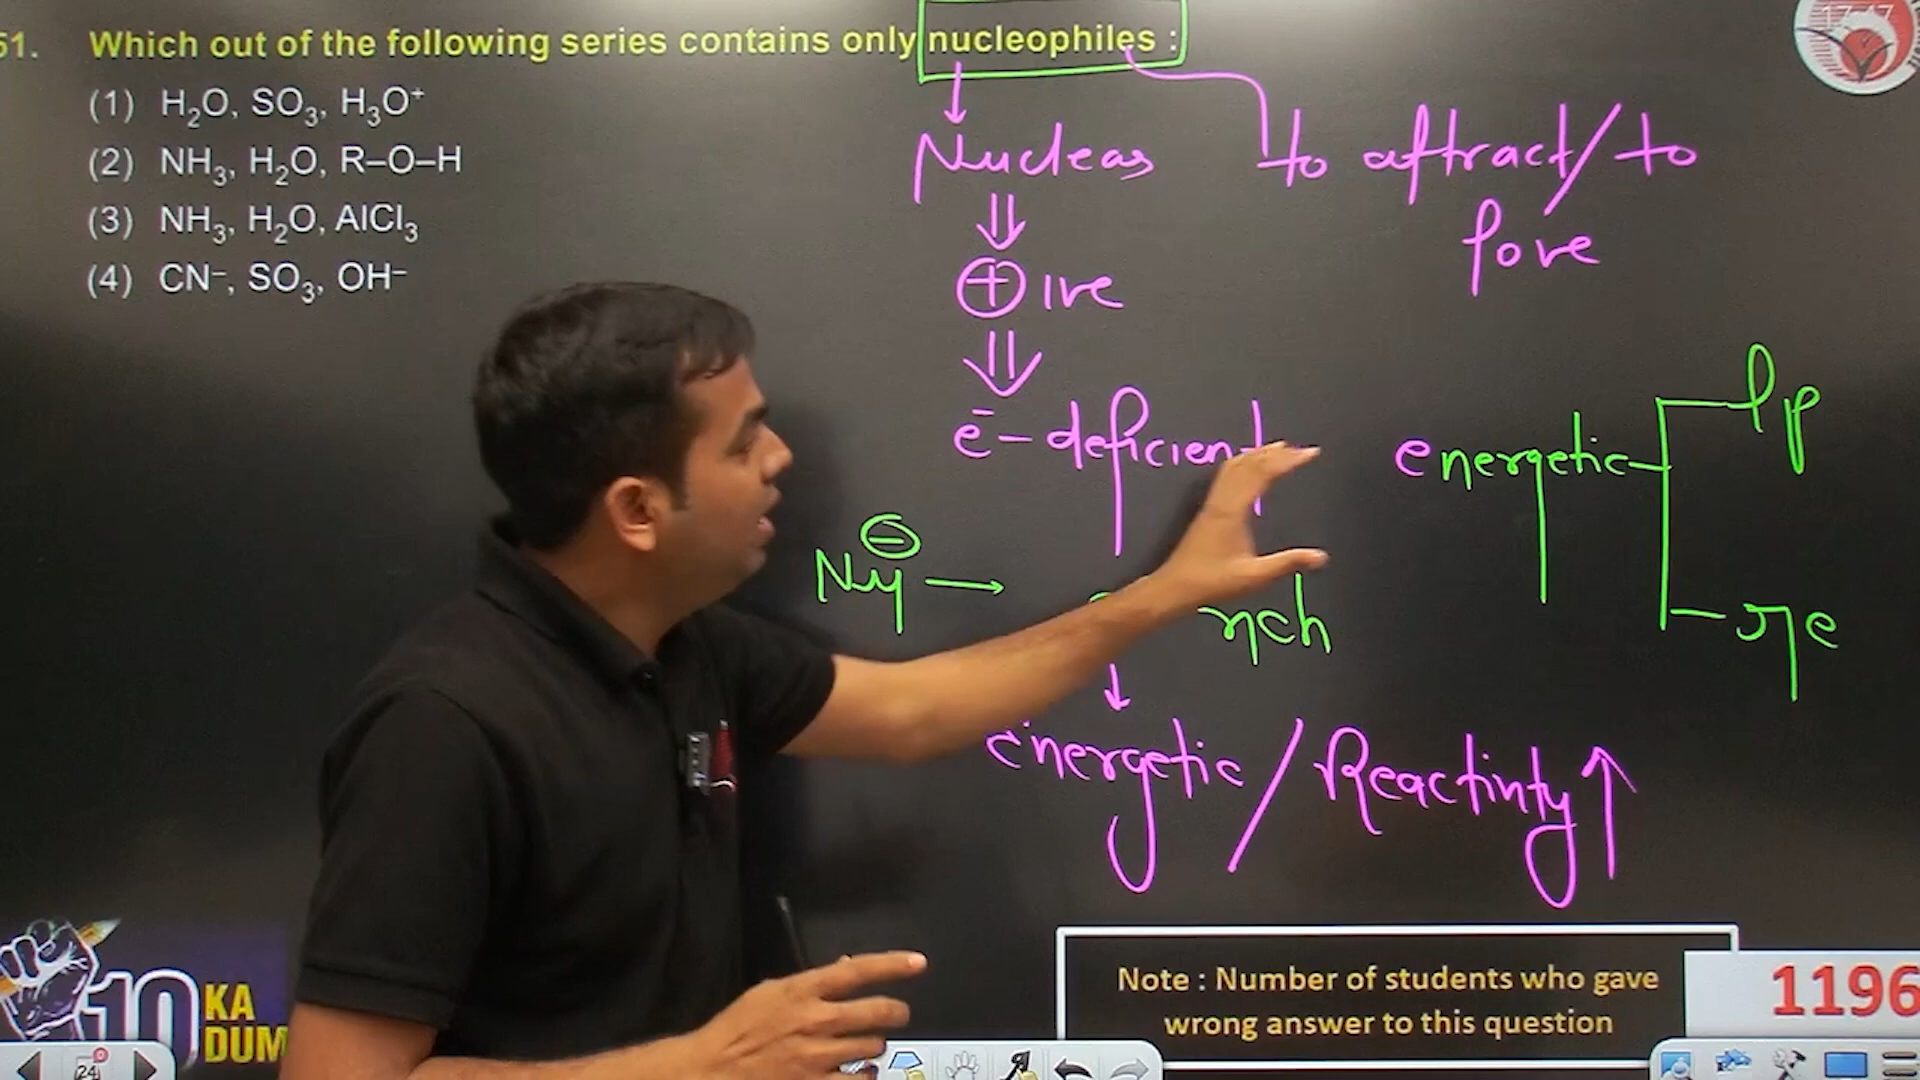 51. Which out of the following series contains only nucleophiles :
(1) H₂O, SO₃, H₃O⁺
(2) NH₃, H₂O, R–O–H
(3) NH₃, H₂O, AlCl₃
(4) CN⁻, SO₃, OH⁻
Nucleas
to attract/to
love
⊕ive
e⁻-deficient
energetic
lp
πe
Nu⊖ →
rich
energetic / Reactivity ↑
10 KA
DUM
Note : Number of students who gave
wrong answer to this question
1196
24